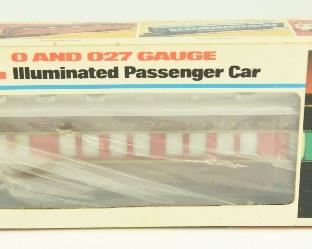 O AND O27 GAUGE
Illuminated Passenger Car